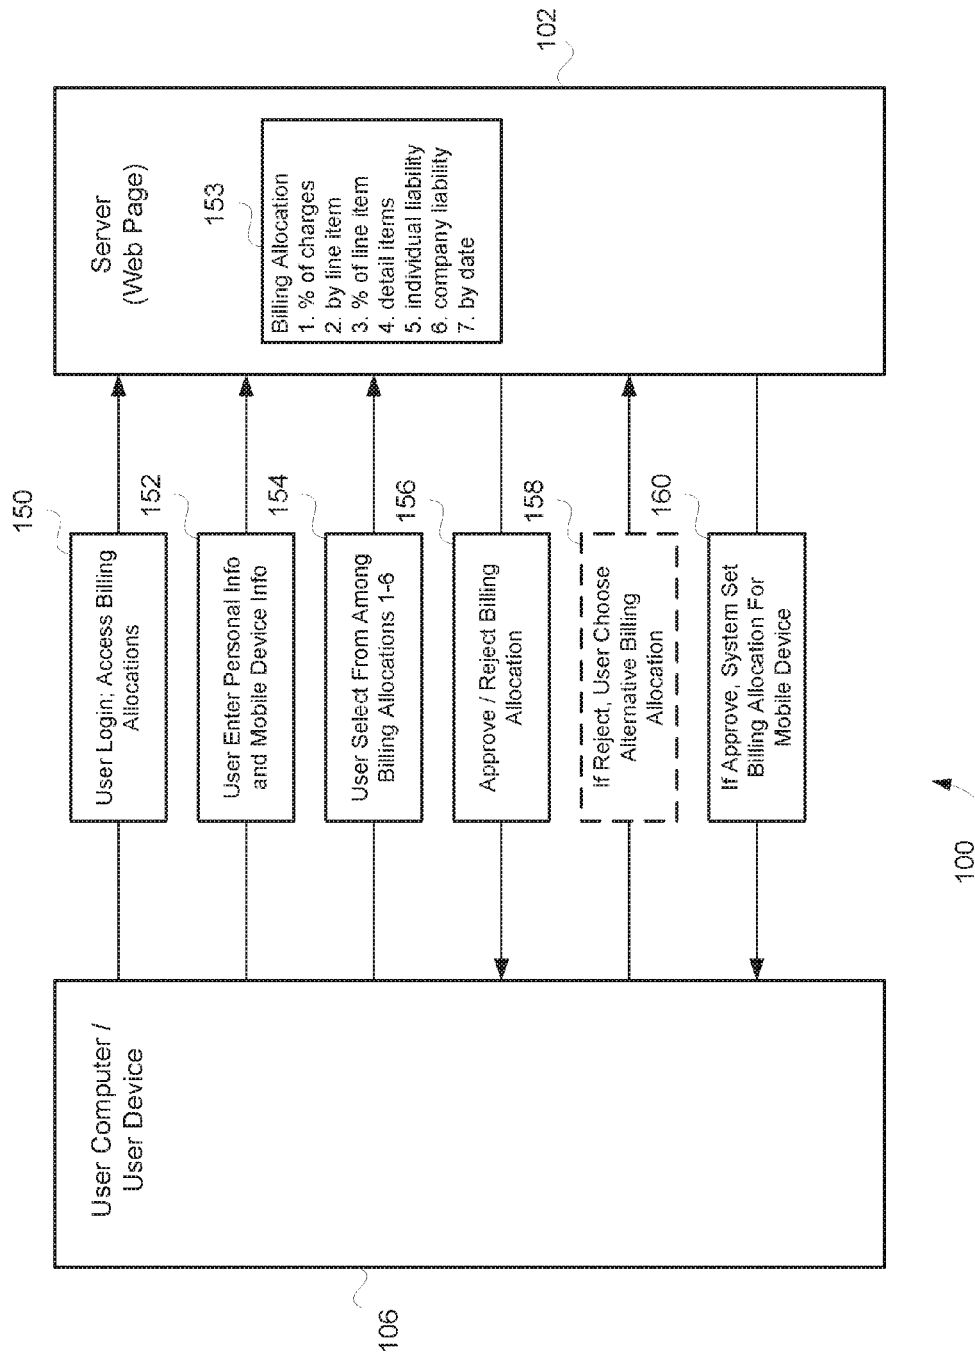 User Computer /
User Device
106
150
User Login; Access Billing
Allocations
152
User Enter Personal Info
and Mobile Device Info
154
User Select From Among
Billing Allocations 1-6
156
Approve / Reject Billing
Allocation
158
If Reject, User Choose
Alternative Billing
Allocation
160
If Approve, System Set
Billing Allocation For
Mobile Device
Server
(Web Page)
102
153
Billing Allocation
1. % of charges
2. by line item
3. % of line item
4. detail items
5. individual liability
6. company liability
7. by date
100